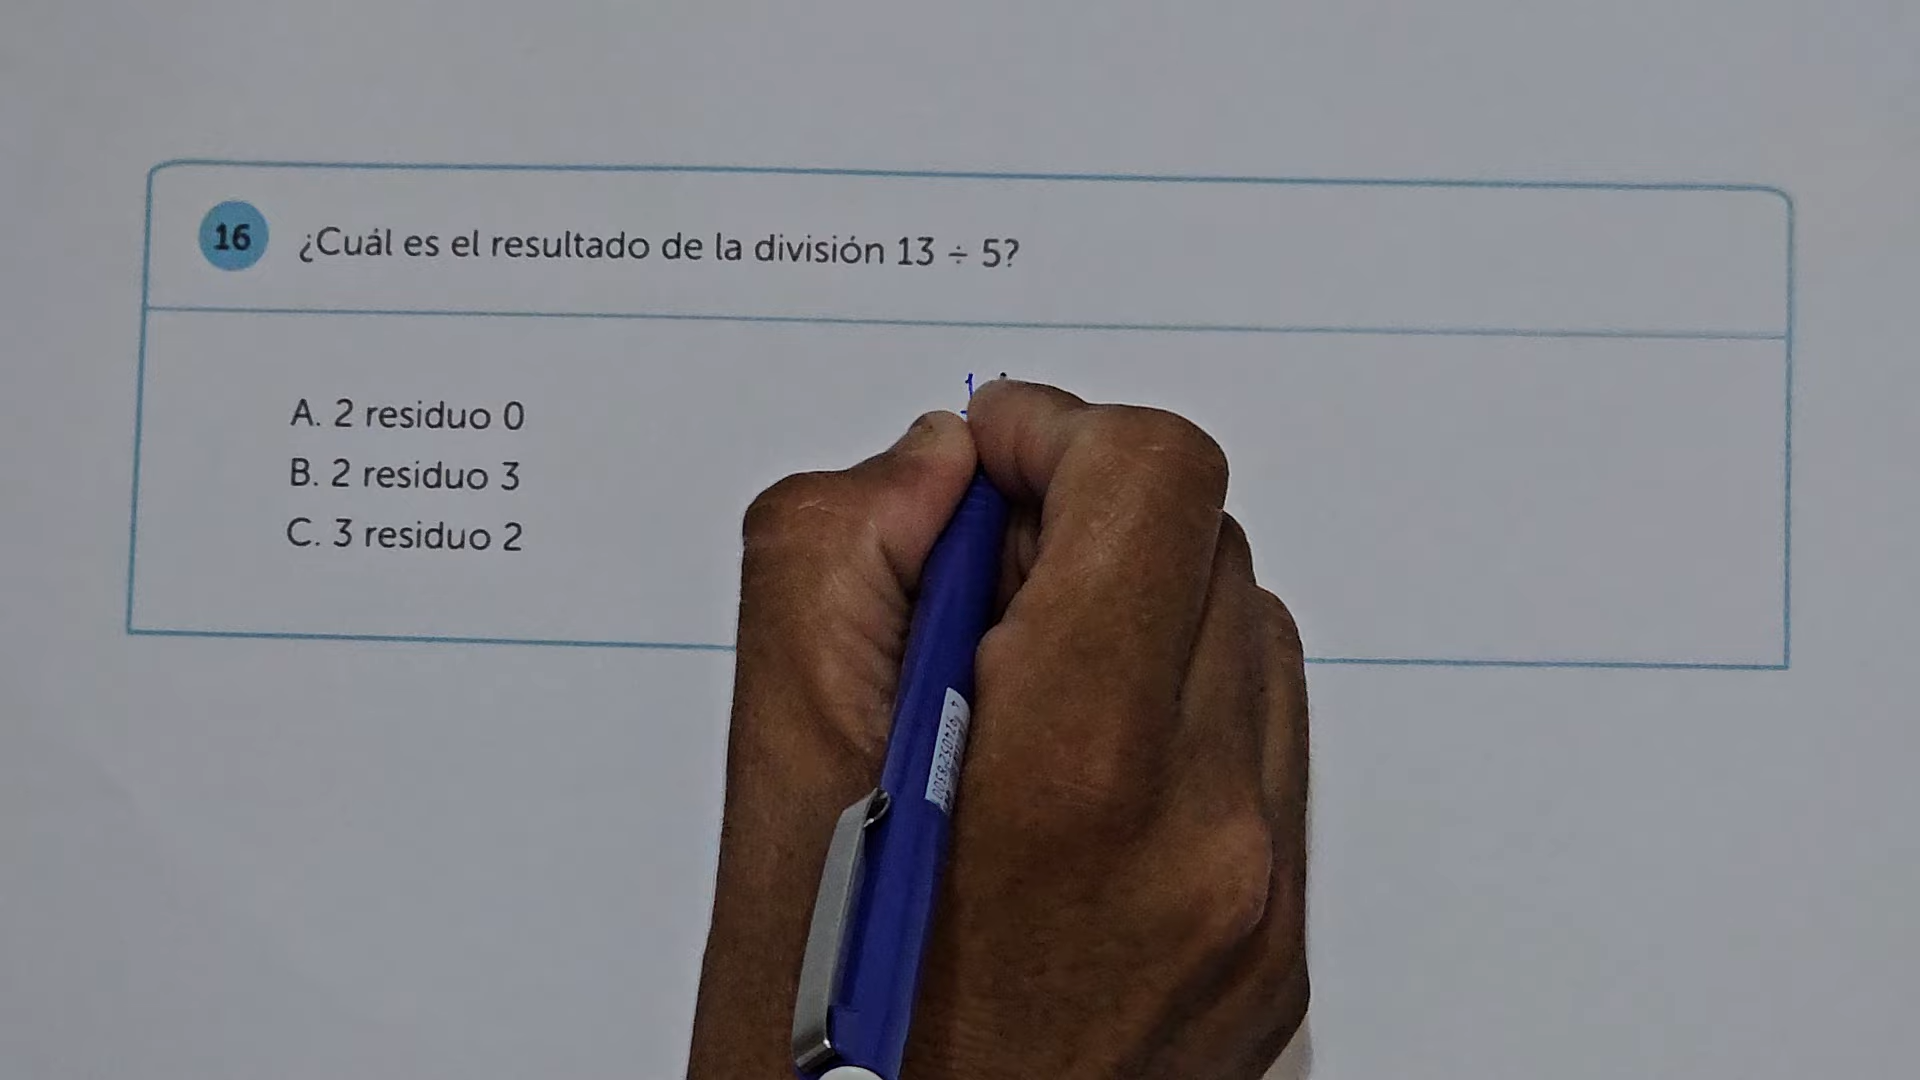 16 ¿Cuál es el resultado de la división 13 ÷ 5?
A. 2 residuo 0
B. 2 residuo 3
C. 3 residuo 2
1